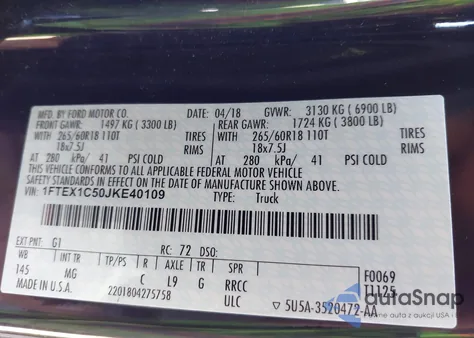 MFD. BY FORD MOTOR CO. 04/18 GVWR: 3130 KG (6900 LB)
FRONT GAWR: 1497 KG (3300 LB) REAR GAWR: 1724 KG (3800 LB)
WITH 265/60R18 110T TIRES WITH 265/60R18 110T TIRES
18x7.5J RIMS 18x7.5J RIMS
AT 280 kPa/ 41 PSI COLD AT 280 kPa/ 41 PSI COLD
THIS VEHICLE CONFORMS TO ALL APPLICABLE FEDERAL MOTOR VEHICLE
SAFETY STANDARDS IN EFFECT ON THE DATE OF MANUFACTURE SHOWN ABOVE.
VIN: 1FTEX1C50JKE40109 TYPE: Truck
EXT PNT: G1 RC: 72 DSO: F0069
WB INT TR TP/PS R AXLE TR SPR T1125
145 MG C L9 G RRCC
MADE IN U.S.A. 2201804275758 ULC 5U5A-3520472-AA
autaSnap